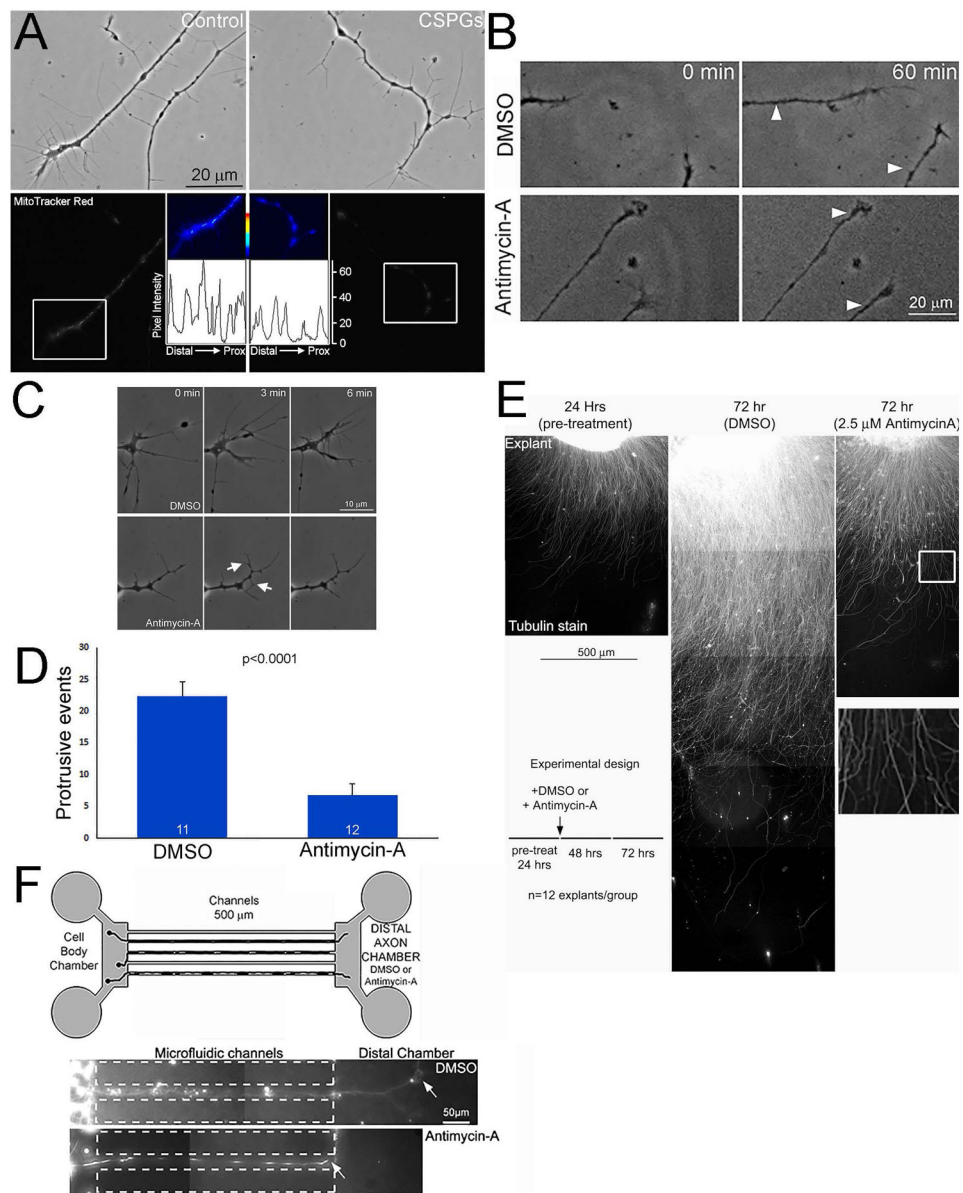 A
Control
CSPGs
20 μm
MitoTracker Red
Pixel Intensity
60
40
20
0
Distal → Prox
Distal → Prox
B
0 min
60 min
DMSO
Antimycin-A
20 μm
C
0 min
3 min
6 min
DMSO
10 μm
Antimycin-A
D
Protrusive events
30
25
20
15
10
5
0
p<0.0001
11
12
DMSO
Antimycin-A
E
24 Hrs
(pre-treatment)
72 hr
(DMSO)
72 hr
(2.5 μM AntimycinA)
Explant
Tubulin stain
500 μm
Experimental design
+DMSO or
+ Antimycin-A
pre-treat
24 hrs
48 hrs
72 hrs
n=12 explants/group
F
Channels
500 μm
Cell
Body
Chamber
DISTAL
AXON
CHAMBER
DMSO or
Antimycin-A
Microfluidic channels
Distal Chamber
DMSO
50μm
Antimycin-A